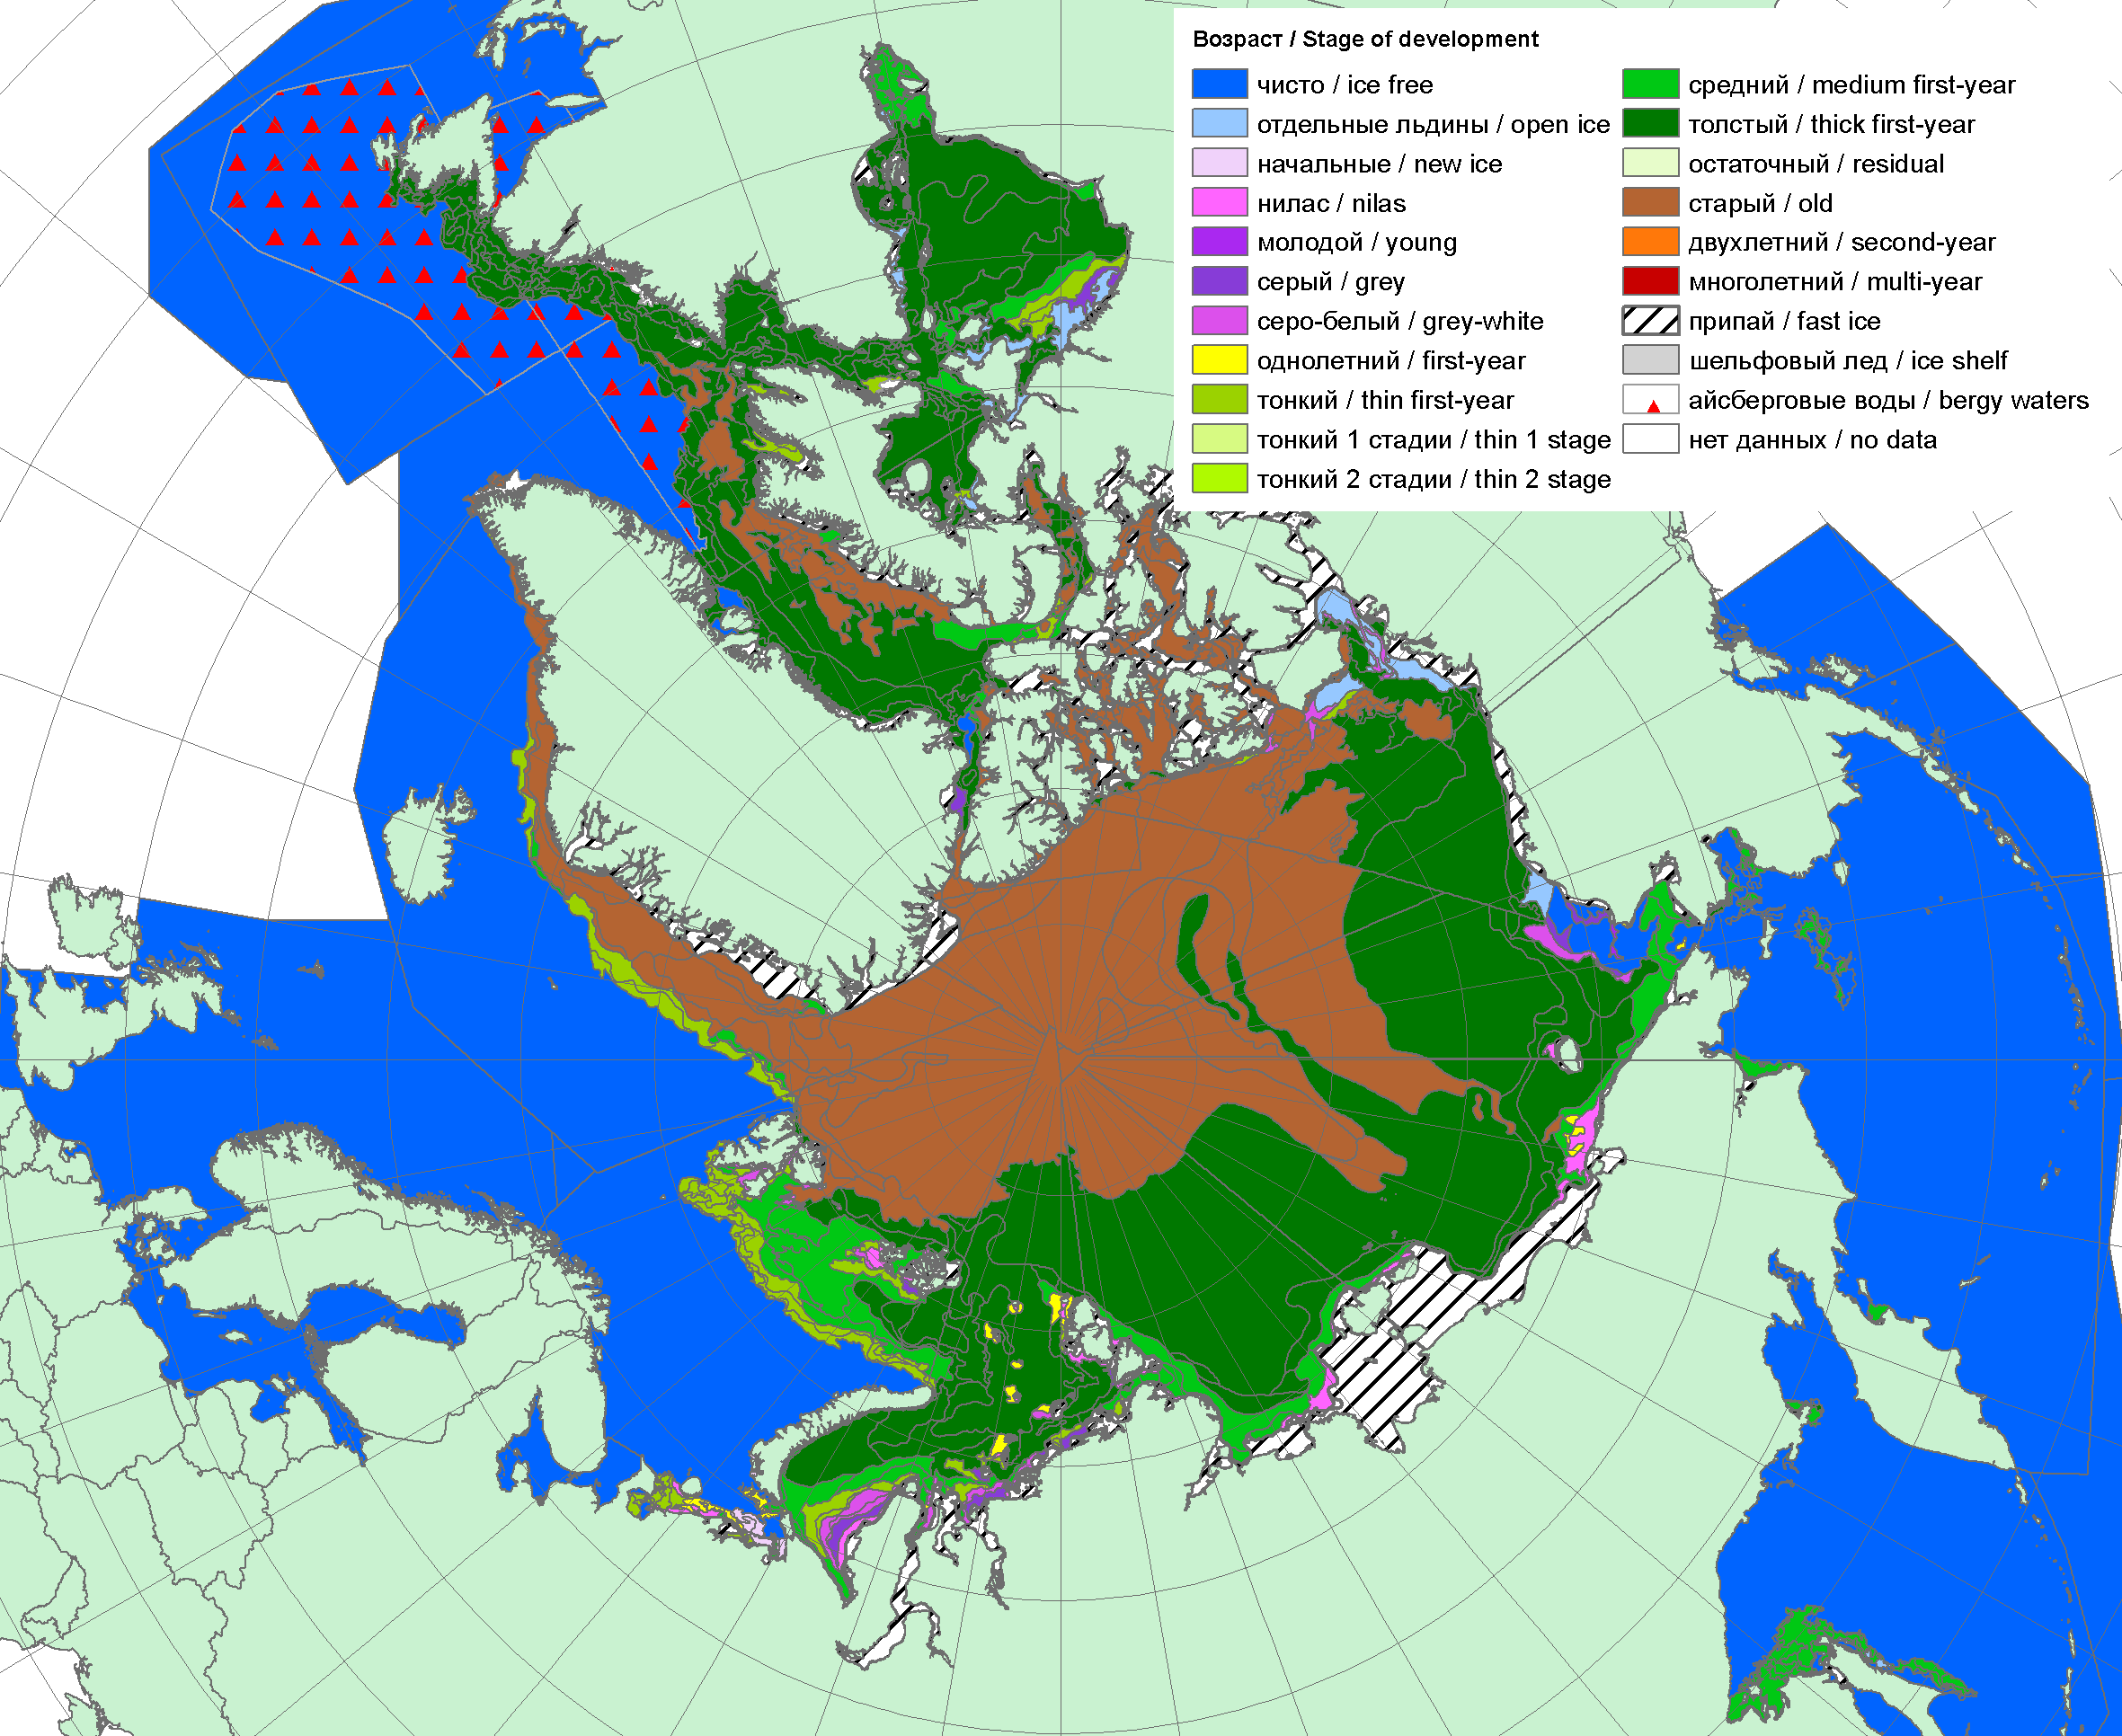 Возраст / Stage of development
чисто / ice free
отдельные льдины / open ice
начальные / new ice
нилас / nilas
молодой / young
серый / grey
серо-белый / grey-white
однолетний / first-year
тонкий / thin first-year
тонкий 1 стадии / thin 1 stage
тонкий 2 стадии / thin 2 stage
средний / medium first-year
толстый / thick first-year
остаточный / residual
старый / old
двухлетний / second-year
многолетний / multi-year
припай / fast ice
шельфовый лед / ice shelf
айсберговые воды / bergy waters
нет данных / no data